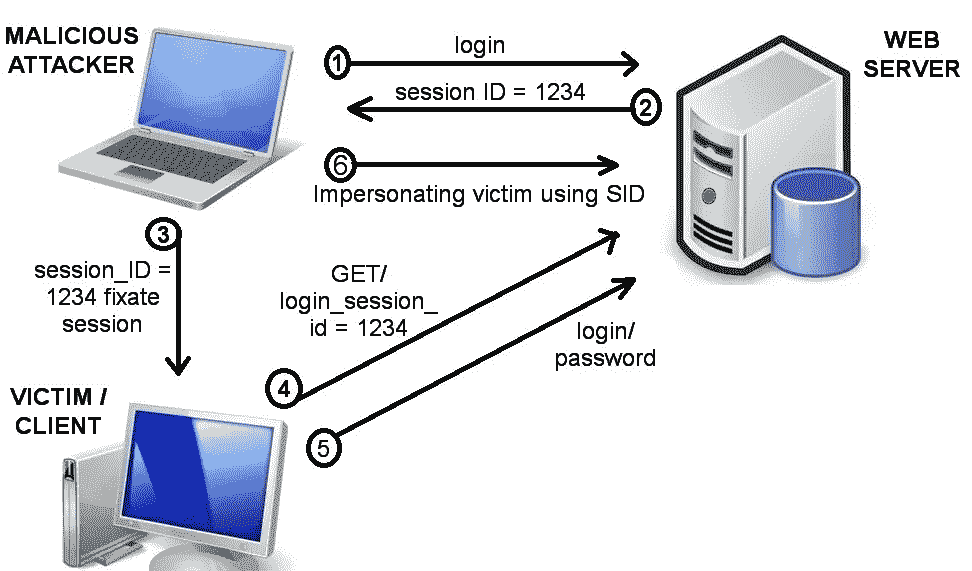 MALICIOUS
ATTACKER
1
login
WEB
SERVER
session ID = 1234
2
6
Impersonating victim using SID
3
session_ID =
1234 fixate
session
GET/
login_session_
id = 1234
login/
password
4
VICTIM /
CLIENT
5